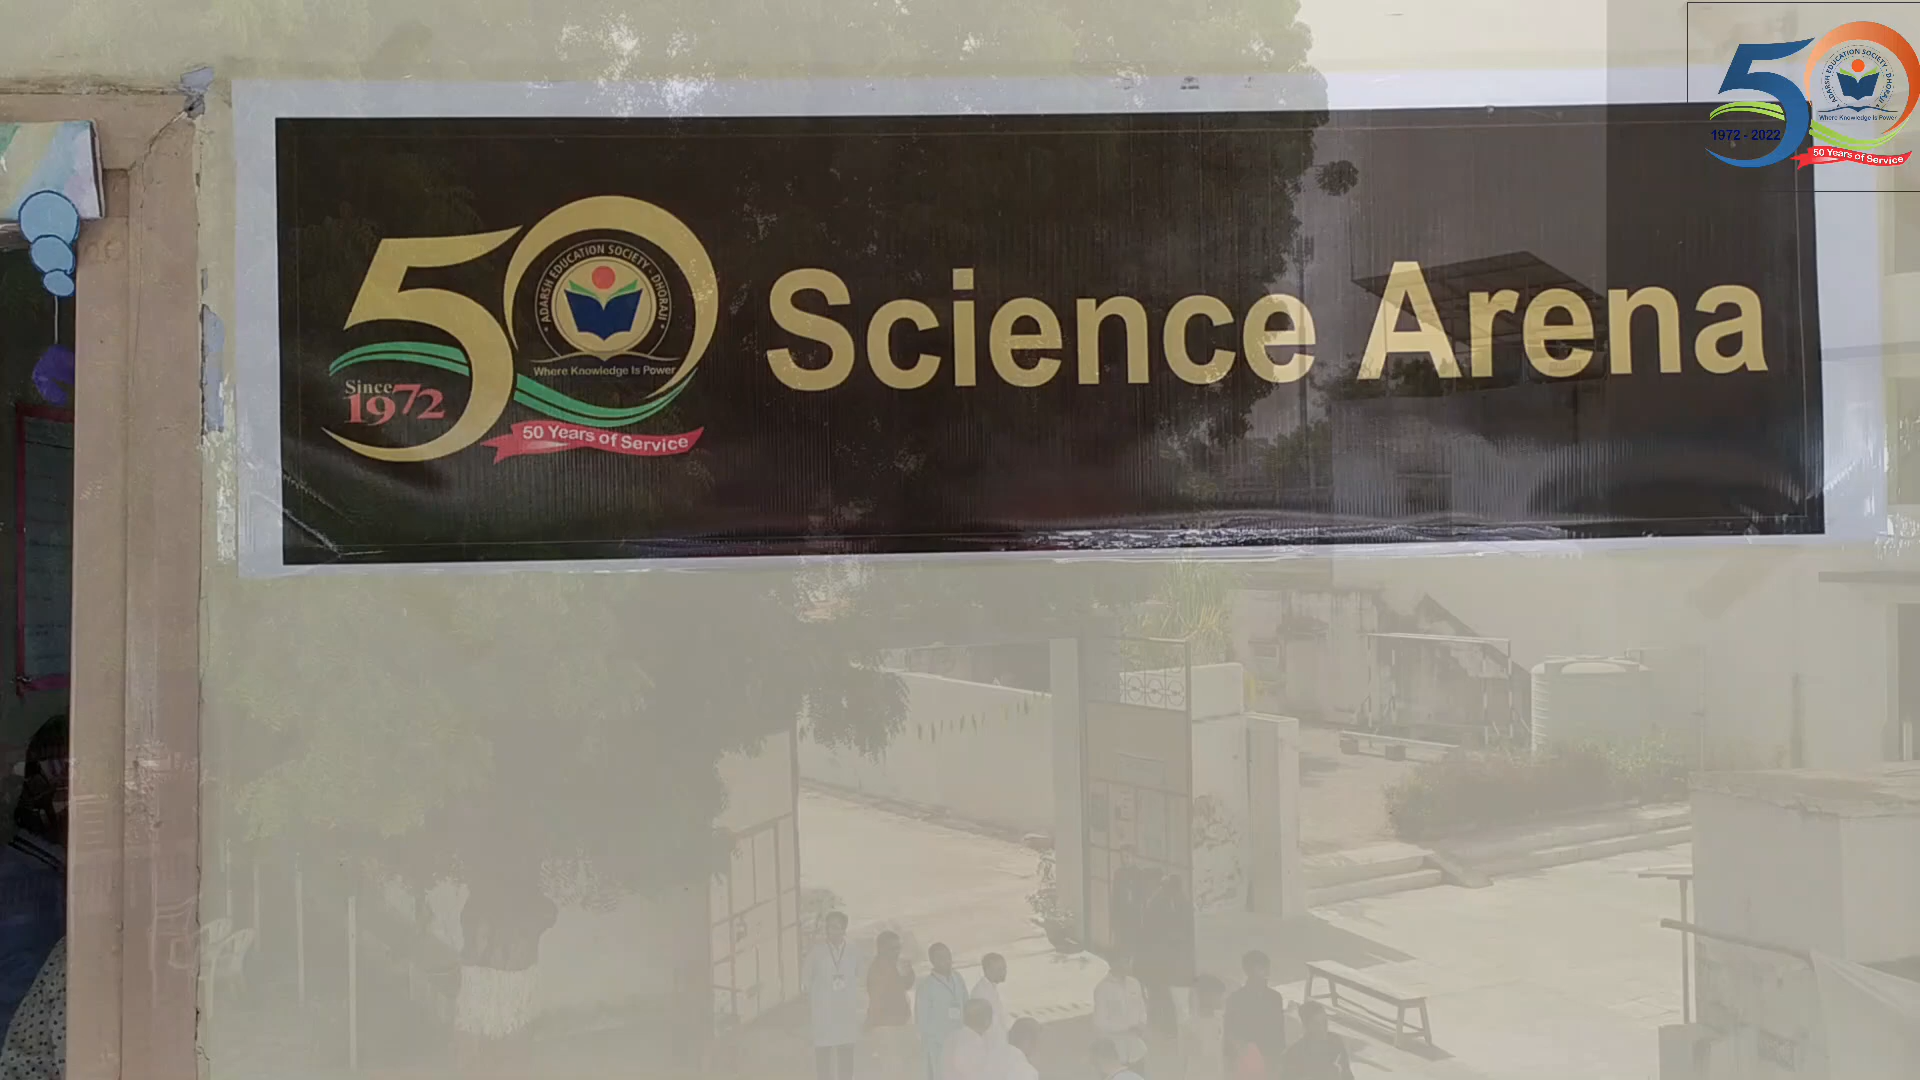 50
ADARSH EDUCATION SOCIETY - DHORAJI
Where Knowledge Is Power
Since
1972
50 Years of Service
Science Arena
50
ADARSH EDUCATION SOCIETY - DHORAJI
Where Knowledge Is Power
1972 - 2022
50 Years of Service